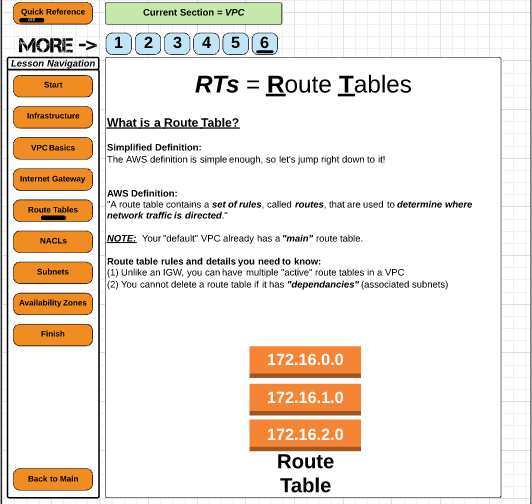 Quick Reference
OFF
Current Section = VPC
MORE ->
1 2 3 4 5 6
Lesson Navigation
Start
Infrastructure
VPC Basics
Internet Gateway
Route Tables
NACLs
Subnets
Availability Zones
Finish
Back to Main
RTs = Route Tables
What is a Route Table?
Simplified Definition:
The AWS definition is simple enough, so let's jump right down to it!
AWS Definition:
"A route table contains a set of rules, called routes, that are used to determine where
network traffic is directed."
NOTE: Your "default" VPC already has a "main" route table.
Route table rules and details you need to know:
(1) Unlike an IGW, you can have multiple "active" route tables in a VPC
(2) You cannot delete a route table if it has "dependancies" (associated subnets)
172.16.0.0
172.16.1.0
172.16.2.0
Route
Table